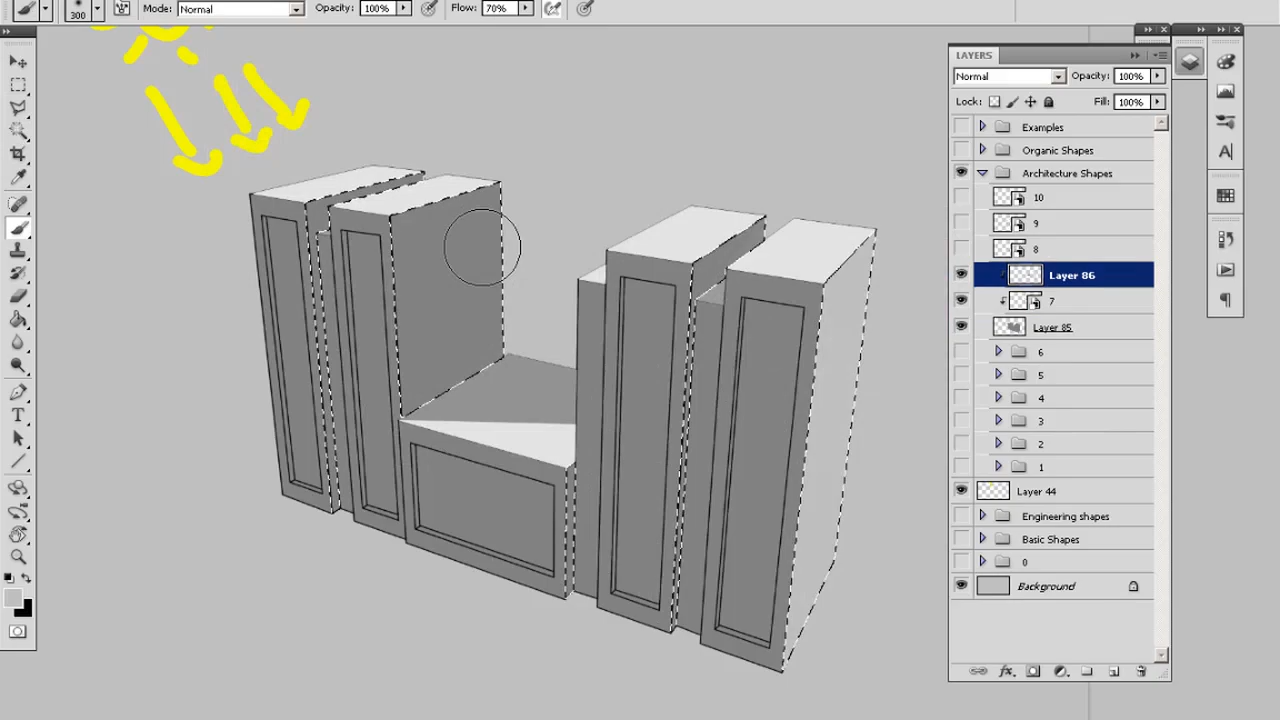 300
Mode: Normal
Opacity: 100%
Flow: 70%
LAYERS
Normal
Opacity: 100%
Lock:
Fill: 100%
Examples
Organic Shapes
Architecture Shapes
10
9
8
Layer 86
7
Layer 85
6
5
4
3
2
1
Layer 44
Engineering shapes
Basic Shapes
0
Background
fx
T
A